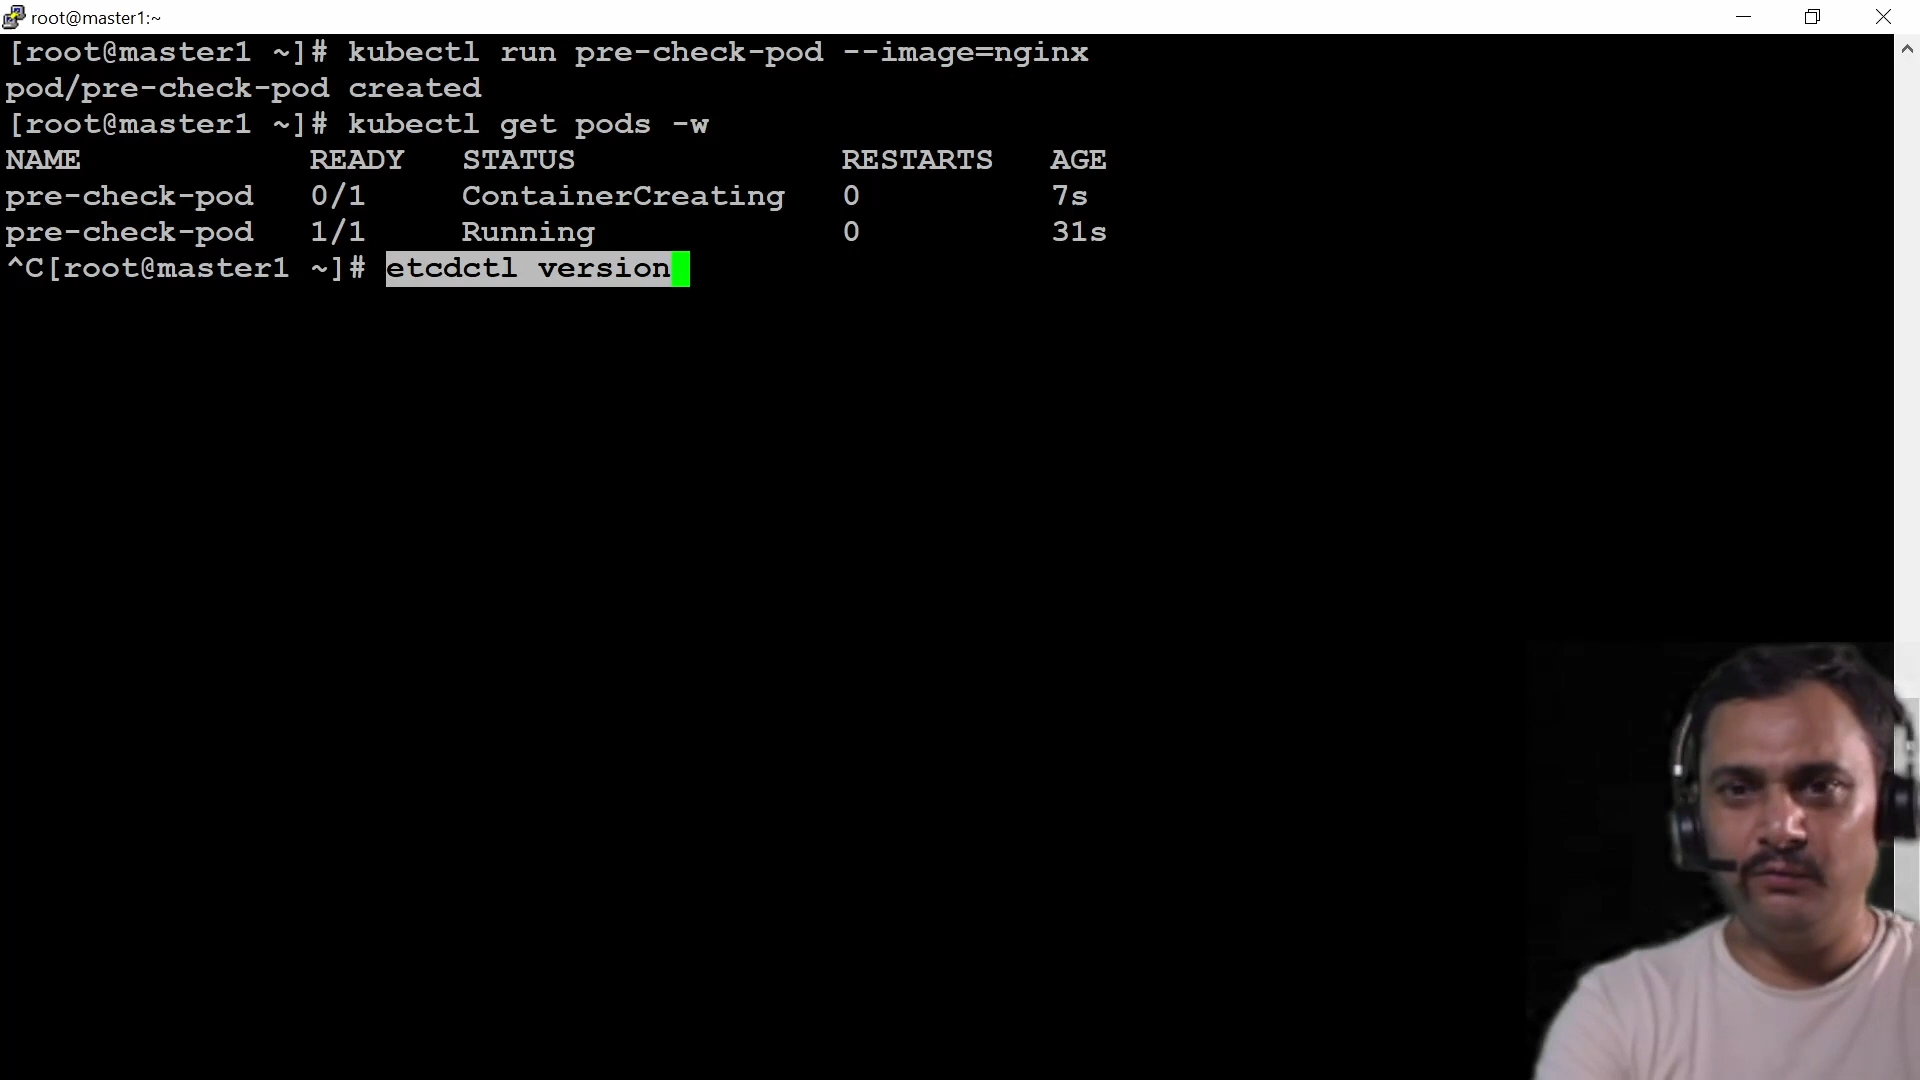 root@master1:~
[root@master1 ~]# kubectl run pre-check-pod --image=nginx
pod/pre-check-pod created
[root@master1 ~]# kubectl get pods -w
NAME READY STATUS RESTARTS AGE
pre-check-pod 0/1 ContainerCreating 0 7s
pre-check-pod 1/1 Running 0 31s
^C[root@master1 ~]# etcdctl version